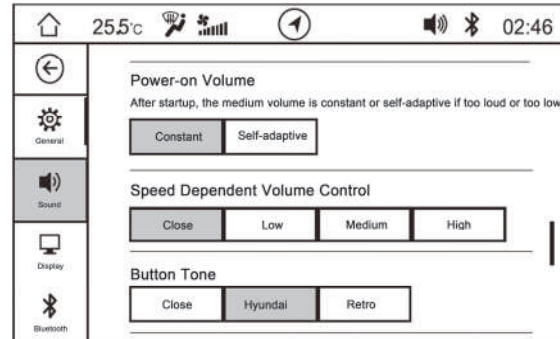 25.5°c 02:46
Power-on Volume
After startup, the medium volume is constant or self-adaptive if too loud or too low
Constant Self-adaptive
General
Sound
Speed Dependent Volume Control
Close Low Medium High
Display
Button Tone
Close Hyundai Retro
Bluetooth